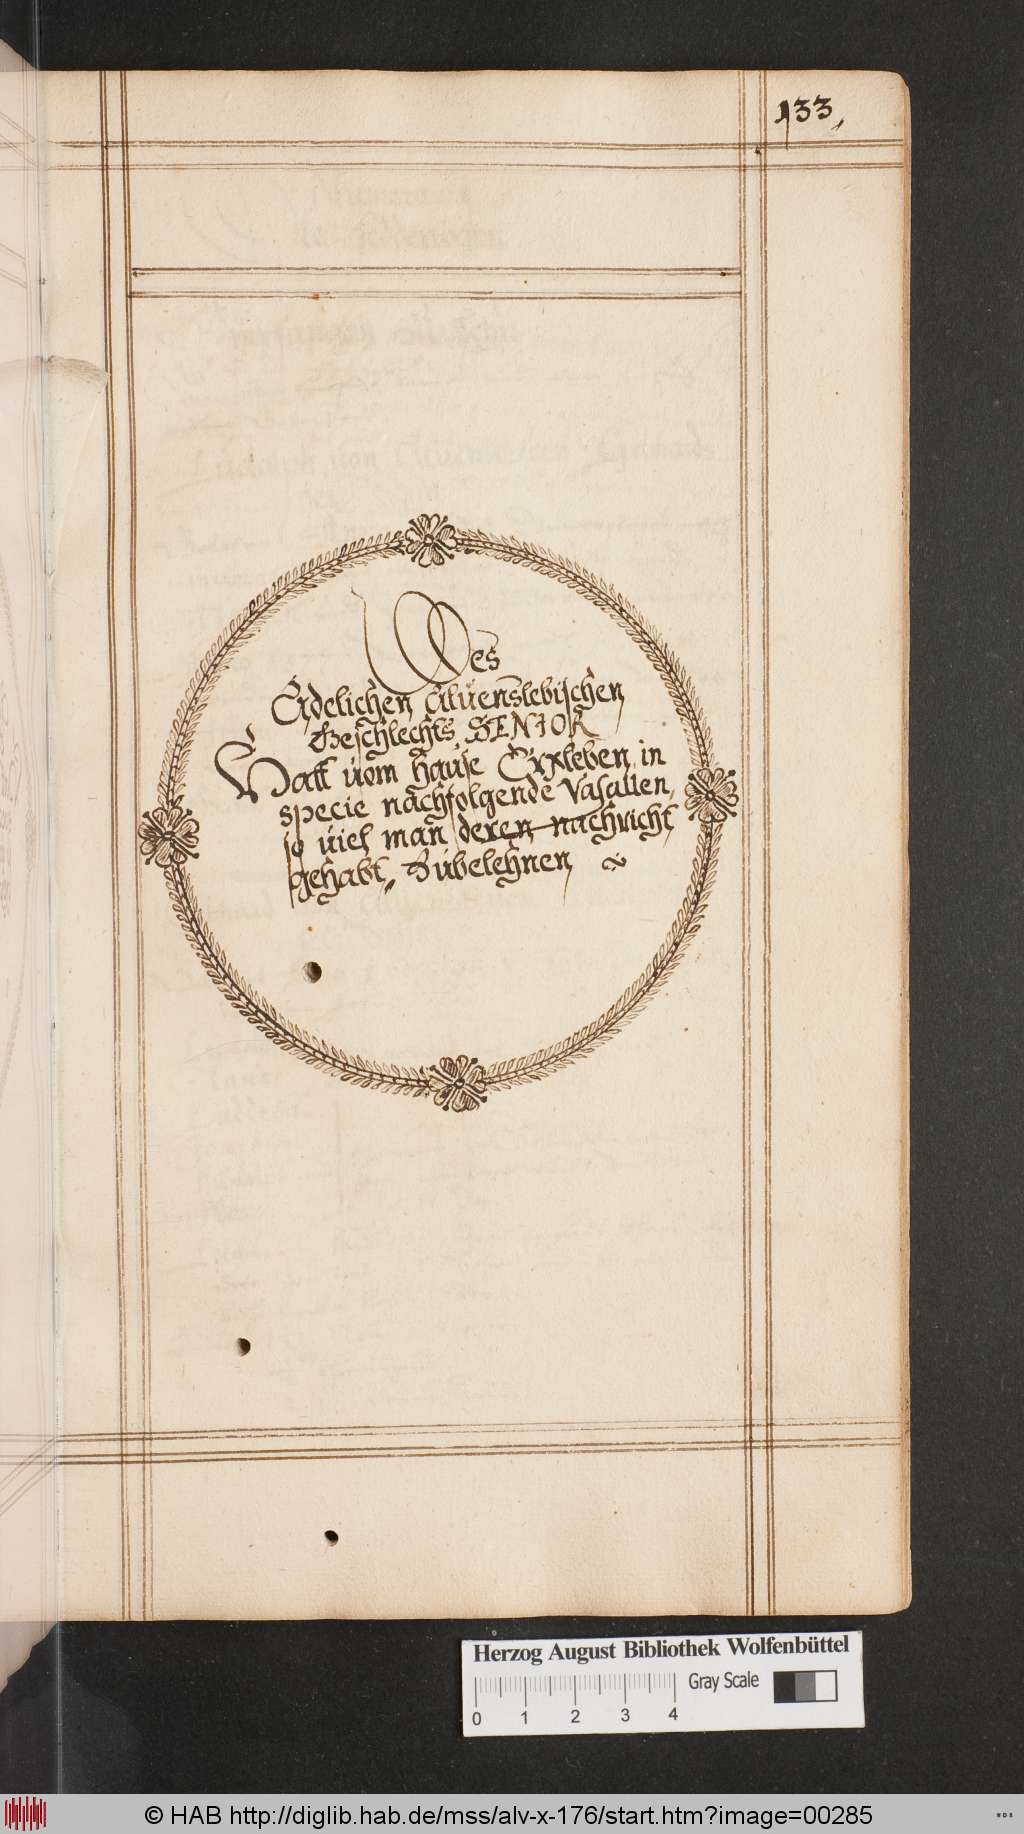 133,
Des
Adelichen Alvenslebischen
Geschlechts, SENIOR
Hatt vom hause Erxleben, in
specie nachfolgende Vasallen,
so viel man deren nachricht
gehabt, Zubelehnen
Herzog August Bibliothek Wolfenbüttel
Gray Scale
0 1 2 3 4
© HAB http://diglib.hab.de/mss/alv-x-176/start.htm?image=00285